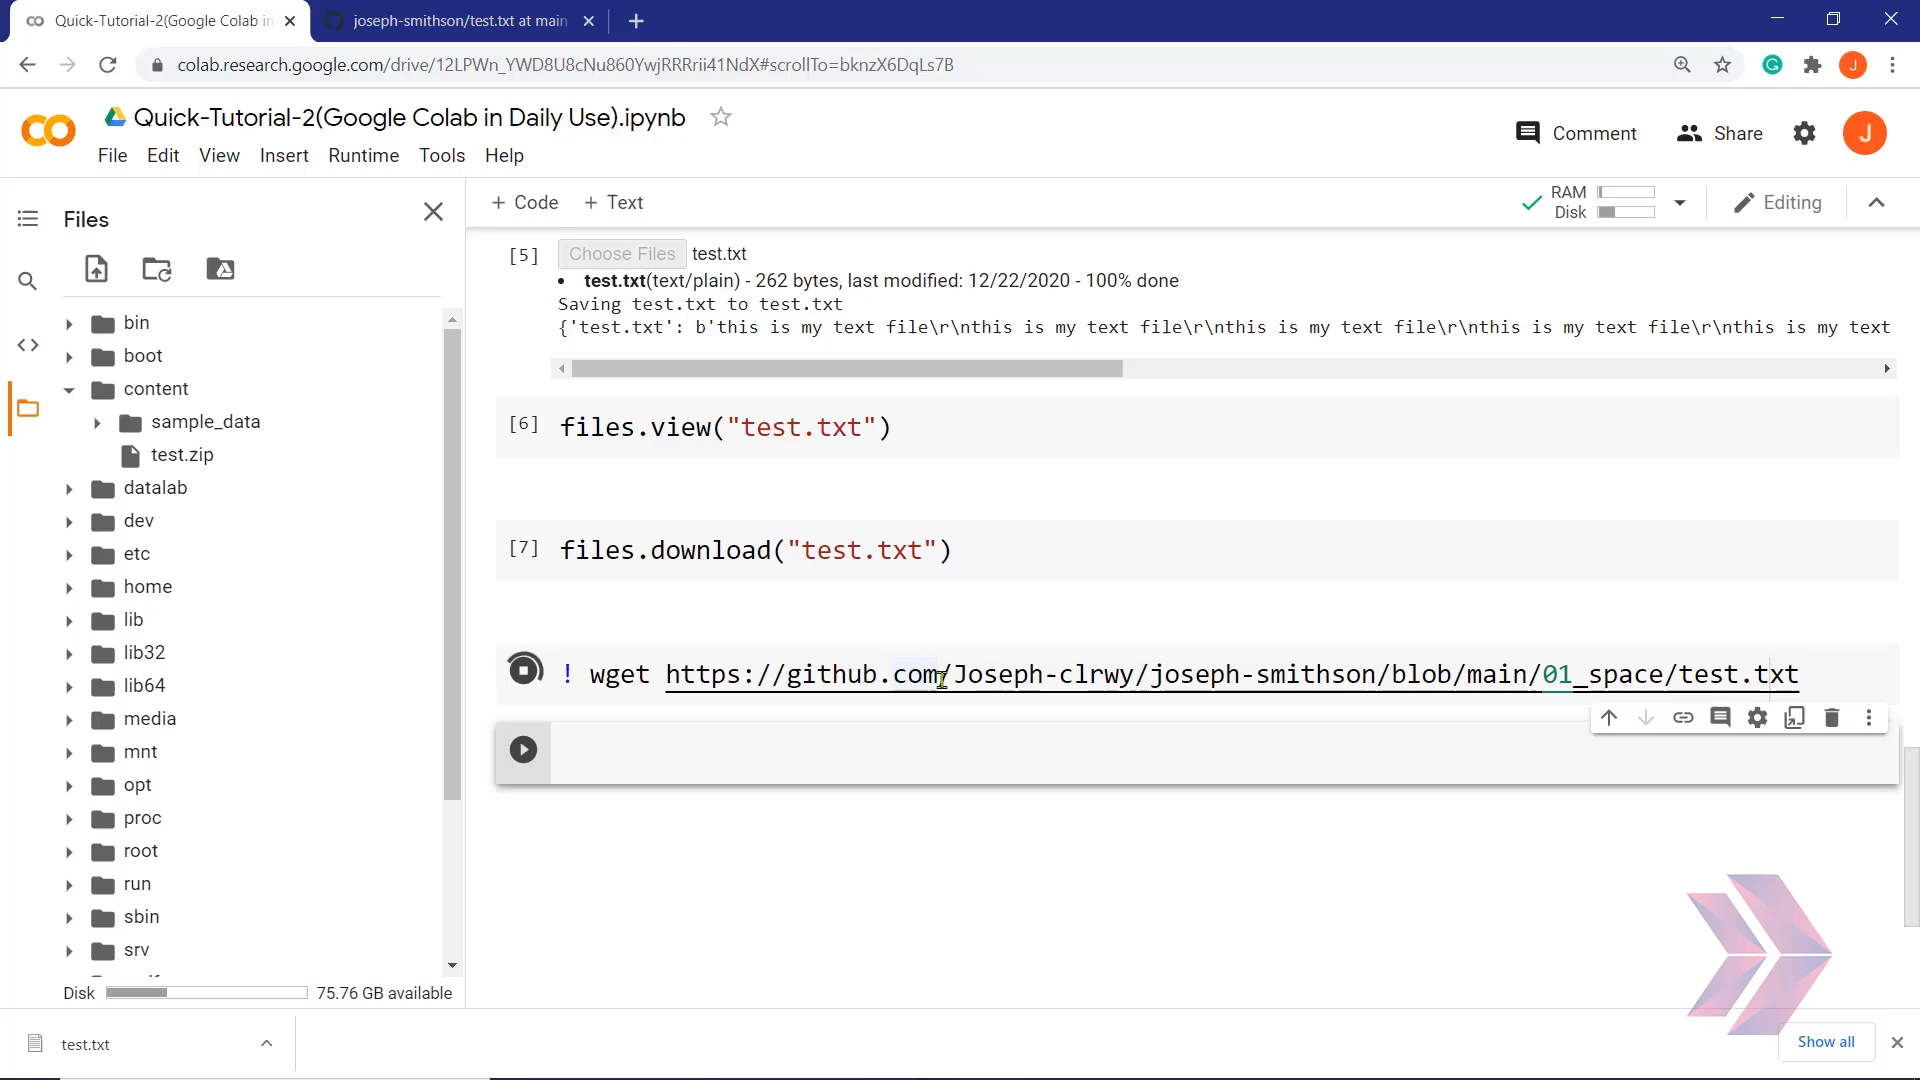 Quick-Tutorial-2(Google Colab in
joseph-smithson/test.txt at main
colab.research.google.com/drive/12LPWn_YWD8U8cNu860YwjRRRrii41NdX#scrollTo=bknzX6DqLs7B
J
CO
Quick-Tutorial-2(Google Colab in Daily Use).ipynb
File Edit View Insert Runtime Tools Help
Comment
Share
J
Files
+ Code + Text
RAM
Disk
Editing
bin
boot
content
sample_data
test.zip
datalab
dev
etc
home
lib
lib32
lib64
media
mnt
opt
proc
root
run
sbin
srv
Disk 75.76 GB available
[5] Choose Files test.txt
• test.txt(text/plain) - 262 bytes, last modified: 12/22/2020 - 100% done
Saving test.txt to test.txt
{'test.txt': b'this is my text file\r\nthis is my text file\r\nthis is my text file\r\nthis is my text file\r\nthis is my text
[6] files.view("test.txt")
[7] files.download("test.txt")
! wget https://github.com/Joseph-clrwy/joseph-smithson/blob/main/01_space/test.txt
test.txt
Show all